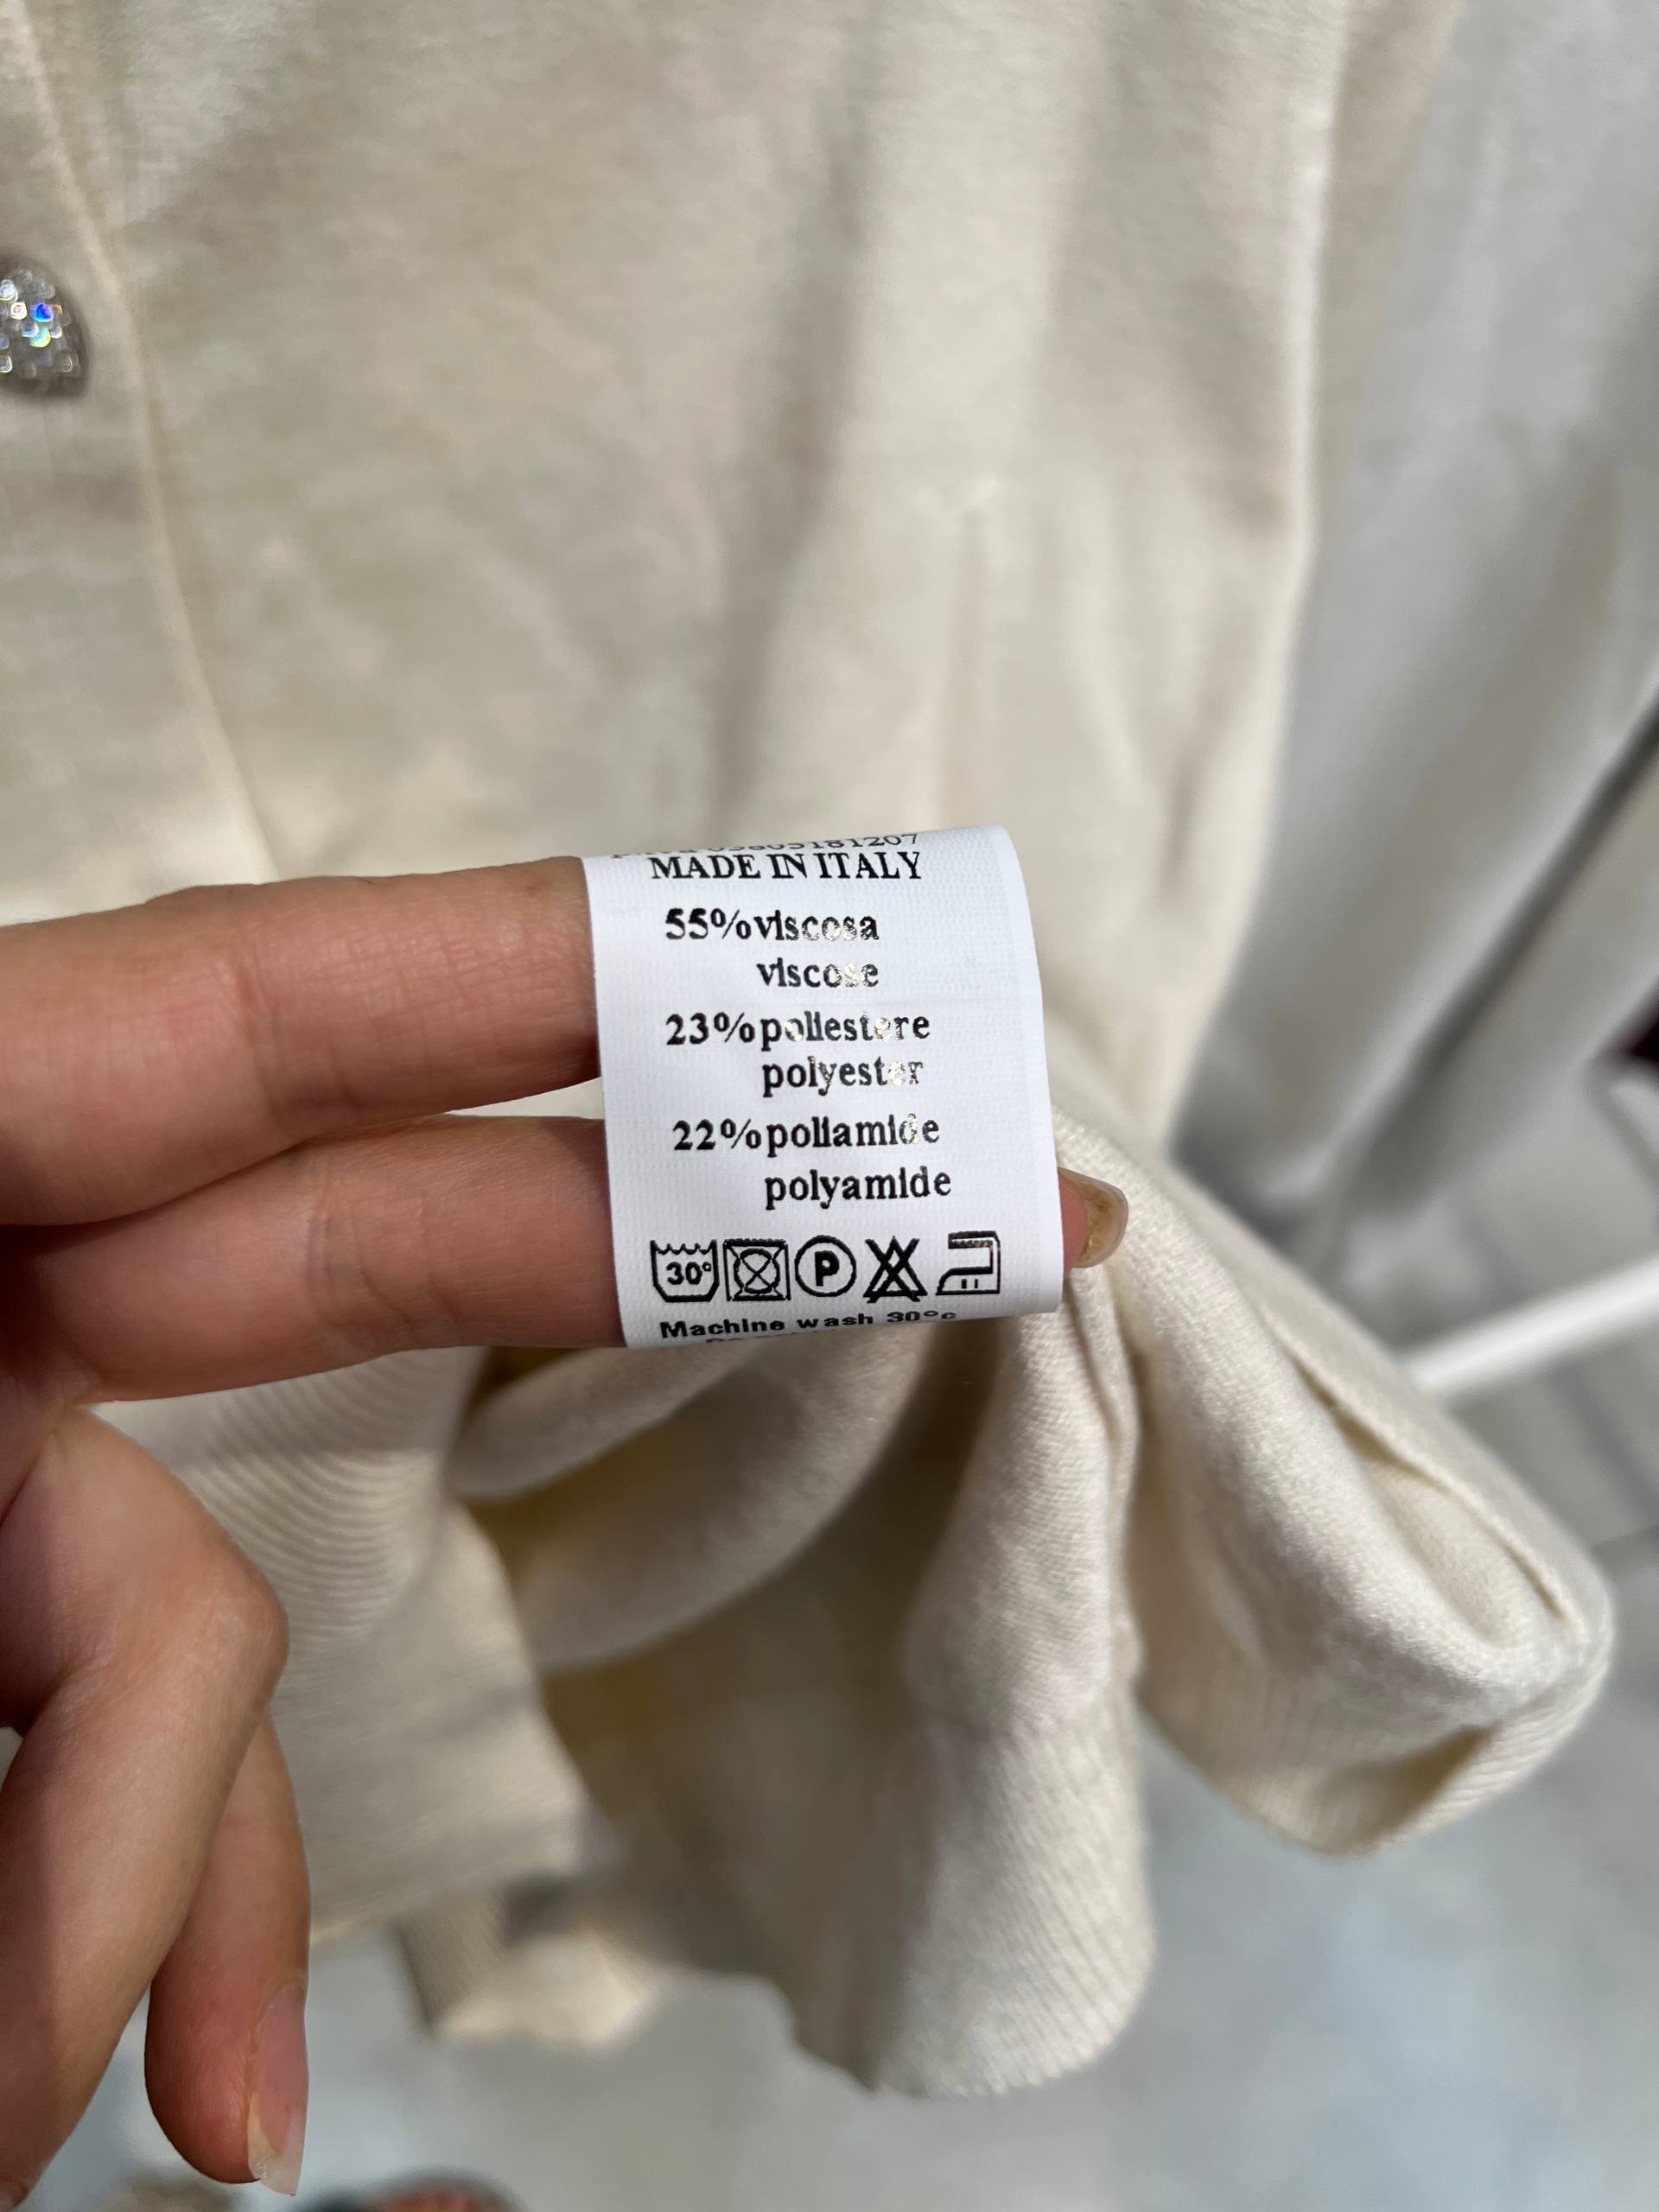 MADE IN ITALY
55% viscosa
viscose
23% poliestere
polyester
22% poliamide
polyamide
30° P
Machine wash 30°c